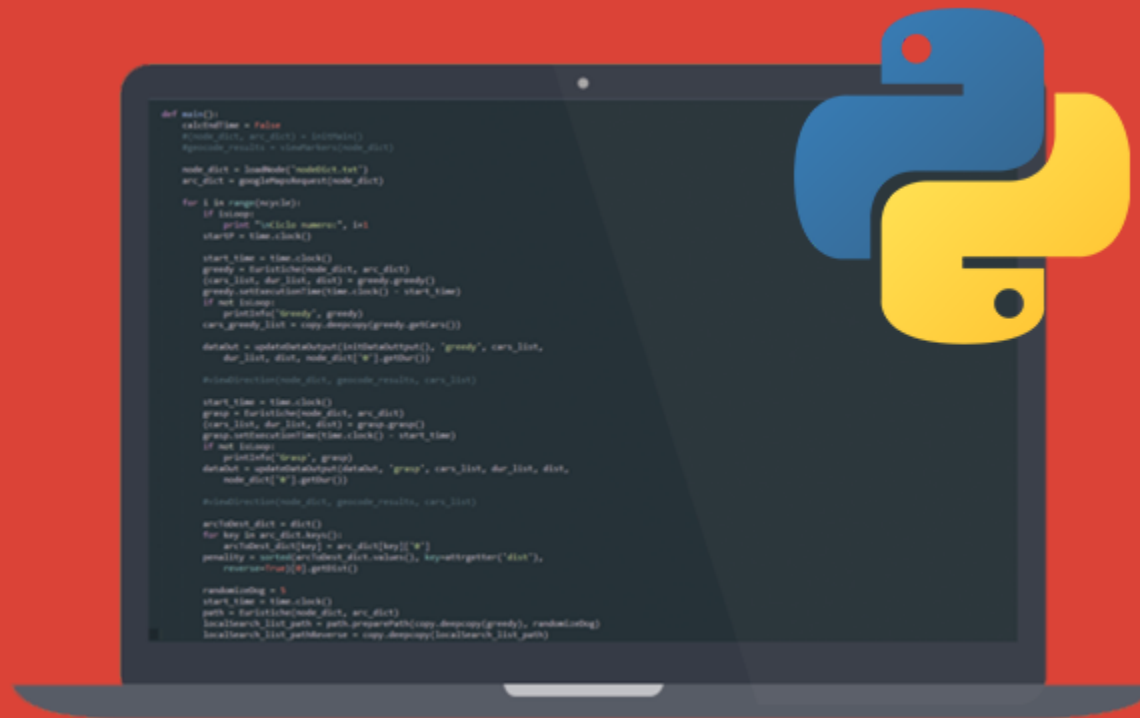 def main():
calcEndTime = False
#(node_dict, arc_dict) = initMain()
#geocode_results = viewMarkers(node_dict)
node_dict = loadNode("nodeDict.txt")
arc_dict = googleMapsRequest(node_dict)
for i in range(ncycle):
if isLoop:
print "\nCiclo numero:", i+1
startP = time.clock()
start_time = time.clock()
greedy = Euristiche(node_dict, arc_dict)
(cars_list, dur_list, dist) = greedy.greedy()
greedy.setExecutionTime(time.clock() - start_time)
if not isLoop:
printInfo("Greedy", greedy)
cars_greedy_list = copy.deepcopy(greedy.getCars())
dataOut = updateDataOutput(initDataOuttput(), "greedy", cars_list,
dur_list, dist, node_dict["0"].getDur())
#viewDirection(node_dict, geocode_results, cars_list)
start_time = time.clock()
grasp = Euristiche(node_dict, arc_dict)
(cars_list, dur_list, dist) = grasp.grasp()
grasp.setExecutionTime(time.clock() - start_time)
if not isLoop:
printInfo("Grasp", grasp)
dataOut = updateDataOutput(dataOut, "grasp", cars_list, dur_list, dist,
node_dict["0"].getDur())
#viewDirection(node_dict, geocode_results, cars_list)
arcToDest_dict = dict()
for key in arc_dict.keys():
arcToDest_dict[key] = arc_dict[key]["0"]
penality = sorted(arcToDest_dict.values(), key=attrgetter("dist"),
reverse=True)[0].getDist()
randomizeDog = 5
start_time = time.clock()
path = Euristiche(node_dict, arc_dict)
localSearch_list_path = path.preparePath(copy.deepcopy(greedy), randomizeDog)
localSearch_list_pathReverse = copy.deepcopy(localSearch_list_path)